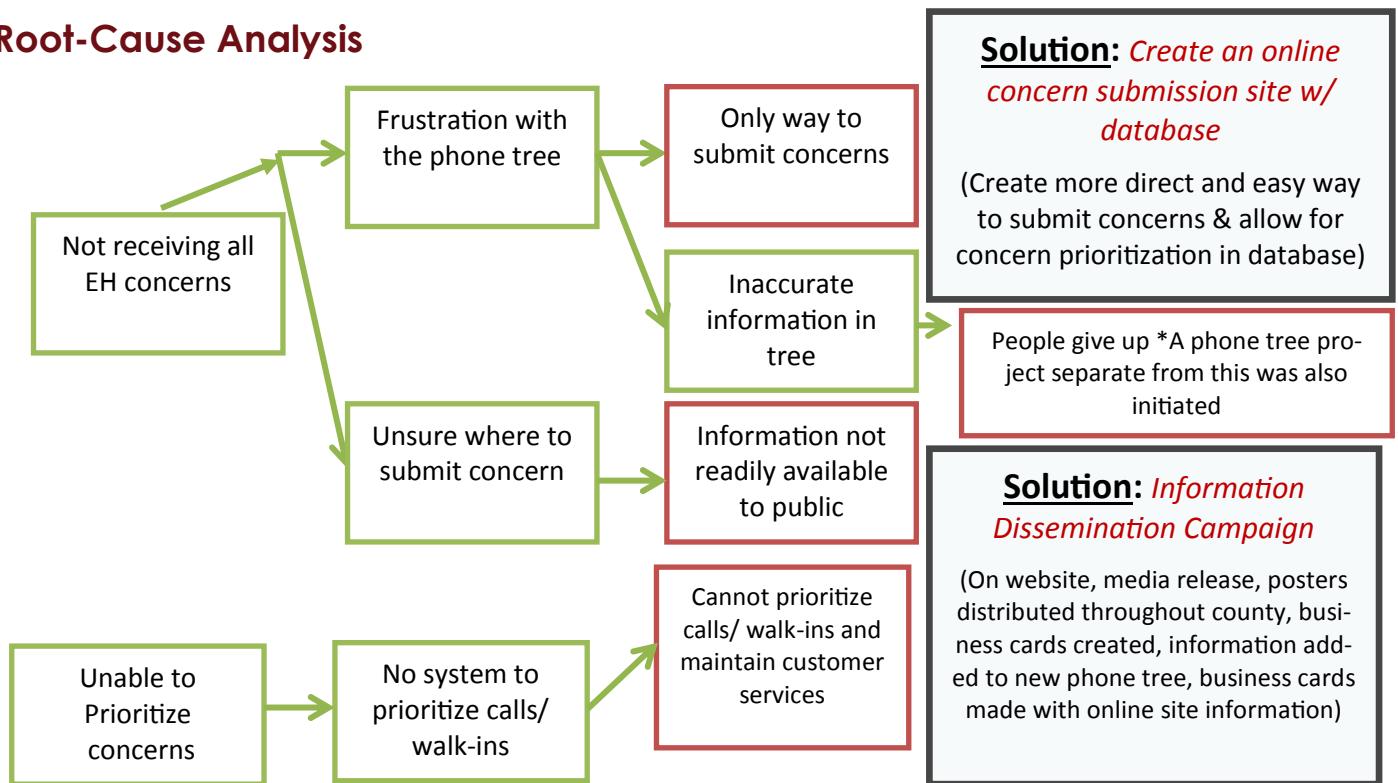 Root-Cause Analysis
Frustration with
the phone tree
Only way to
submit concerns
Solution: Create an online
concern submission site w/
database
(Create more direct and easy way
to submit concerns & allow for
concern prioritization in database)
Not receiving all
EH concerns
Inaccurate
information in
tree
People give up *A phone tree pro-
ject separate from this was also
initiated
Unsure where to
submit concern
Information not
readily available
to public
Solution: Information
Dissemination Campaign
(On website, media release, posters
distributed throughout county, busi-
ness cards created, information add-
ed to new phone tree, business cards
made with online site information)
Unable to
Prioritize
concerns
No system to
prioritize calls/
walk-ins
Cannot prioritize
calls/ walk-ins and
maintain customer
services